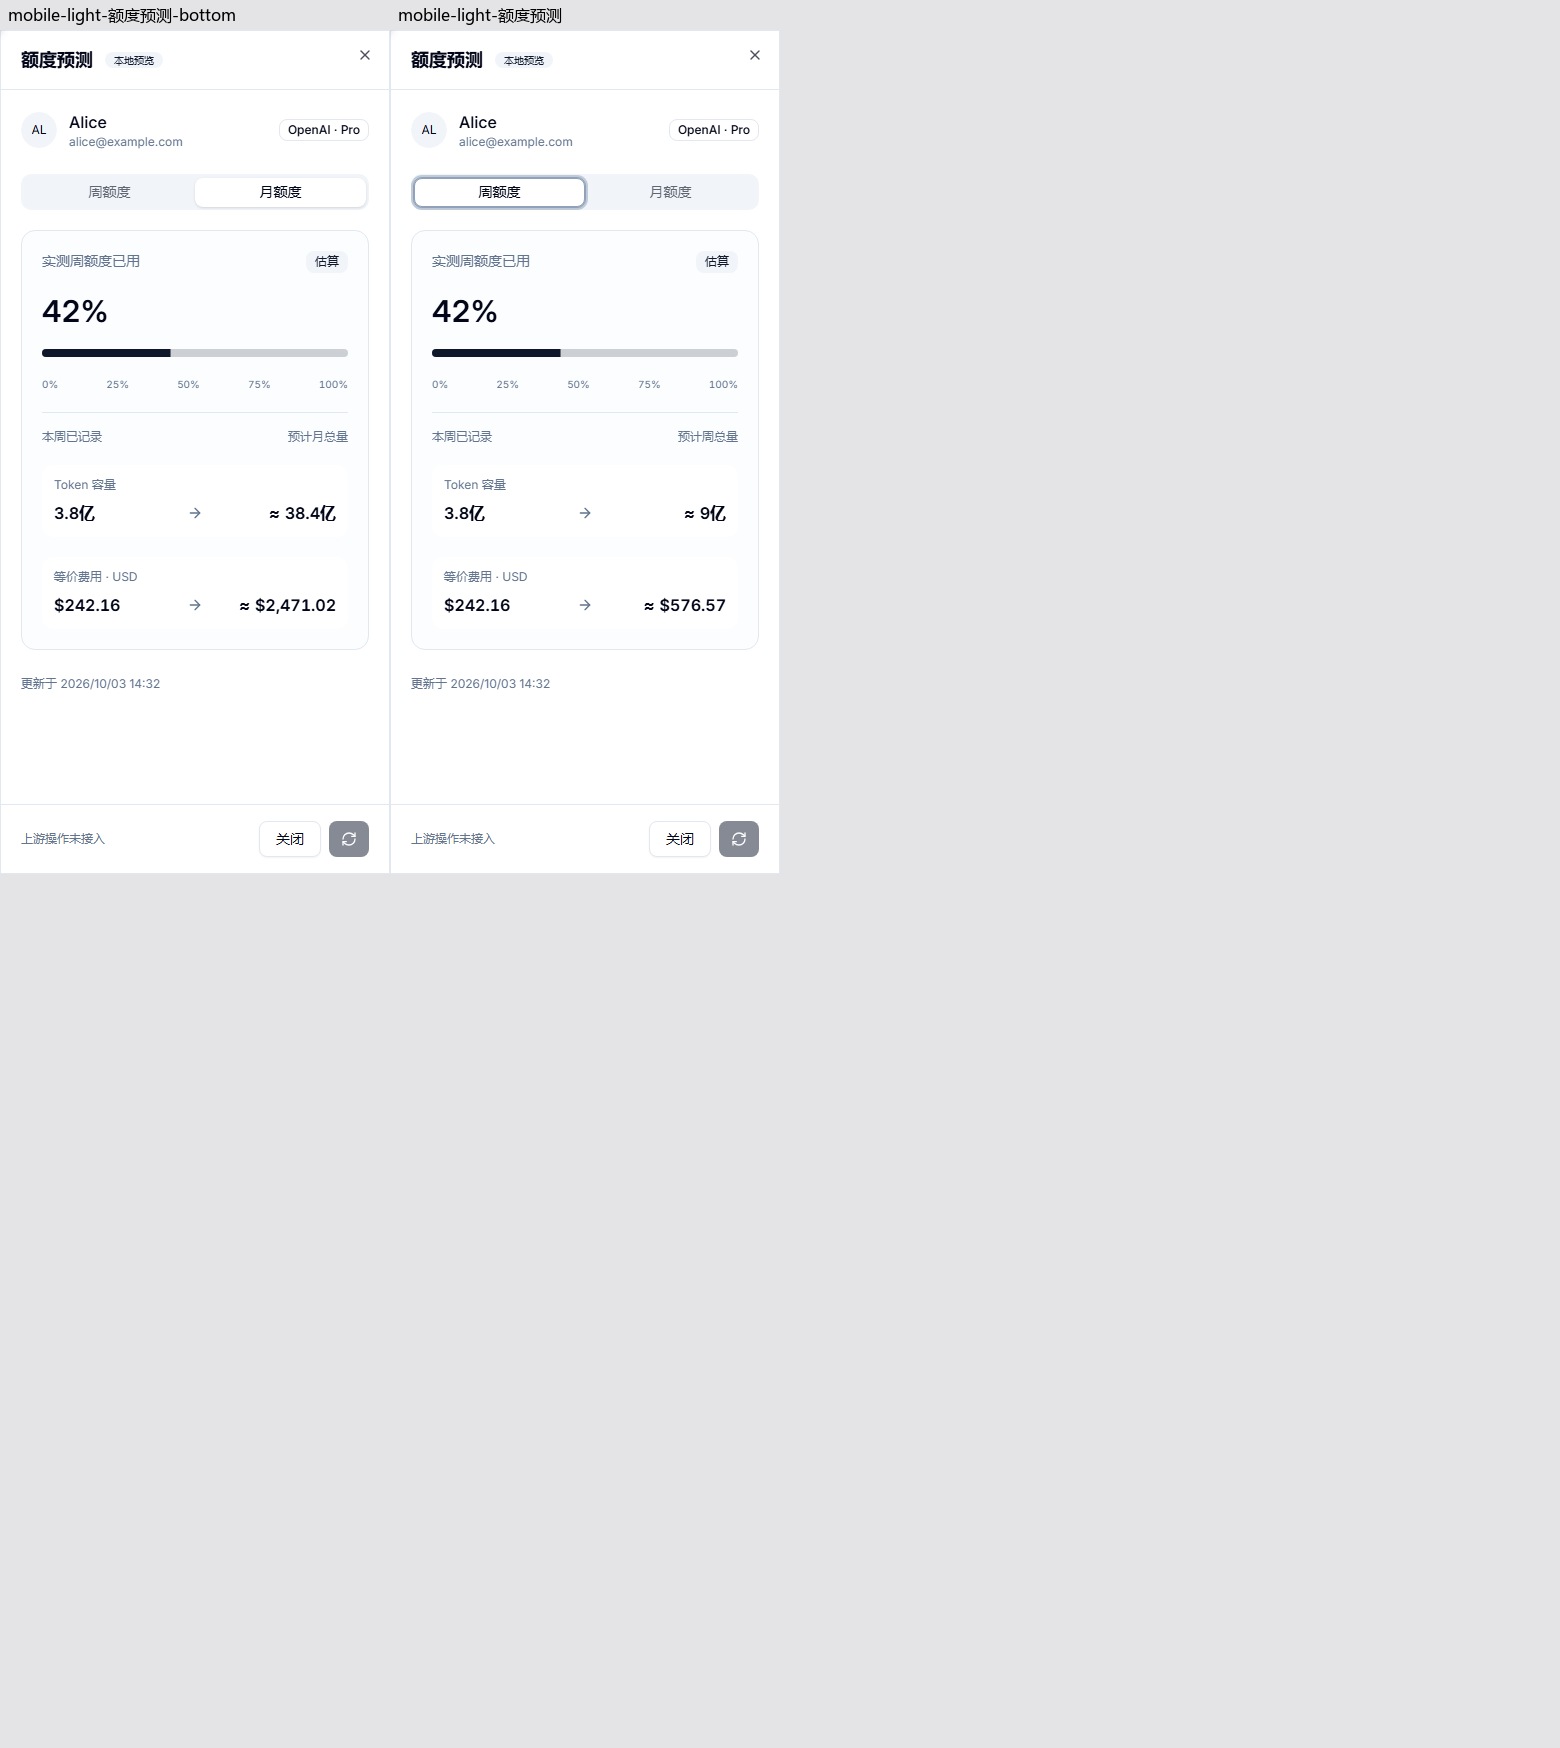 mobile-light-额度预测-bottom
额度预测 本地预览
AL
Alice
alice@example.com
OpenAI · Pro
周额度 月额度
实测周额度已用 估算
42%
0% 25% 50% 75% 100%
本周已记录 预计月总量
Token 容量
3.8亿 → ≈ 38.4亿
等价费用 · USD
$242.16 → ≈ $2,471.02
更新于 2026/10/03 14:32
上游操作未接入 关闭
mobile-light-额度预测
额度预测 本地预览
AL
Alice
alice@example.com
OpenAI · Pro
周额度 月额度
实测周额度已用 估算
42%
0% 25% 50% 75% 100%
本周已记录 预计周总量
Token 容量
3.8亿 → ≈ 9亿
等价费用 · USD
$242.16 → ≈ $576.57
更新于 2026/10/03 14:32
上游操作未接入 关闭